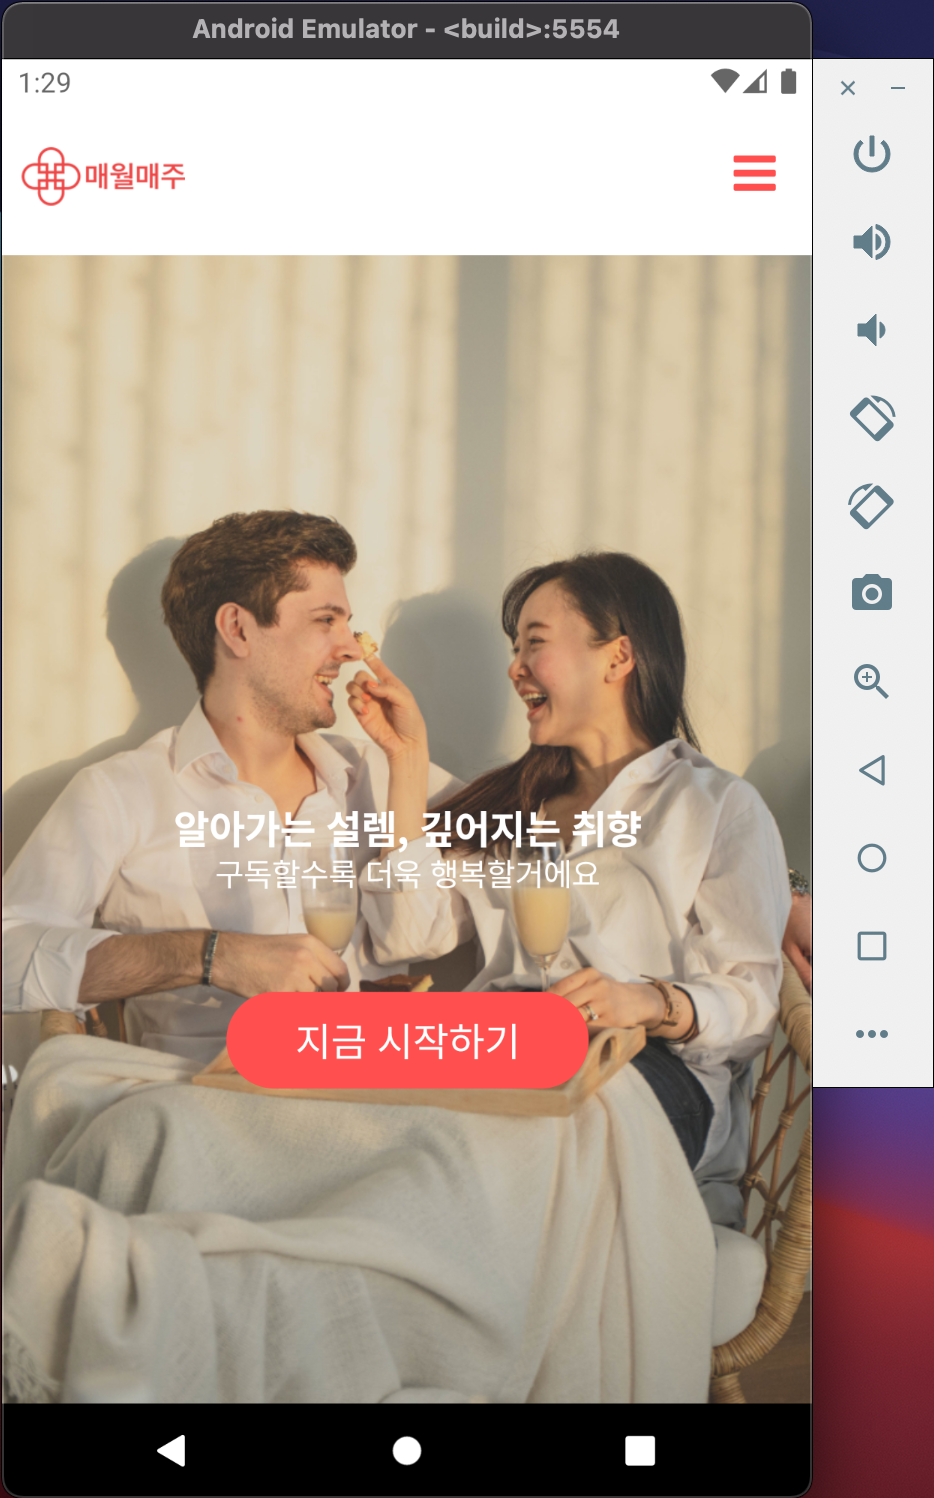 Android Emulator - <build>:5554
1:29
매월매주
알아가는 설렘, 깊어지는 취향
구독할수록 더욱 행복할거에요
지금 시작하기